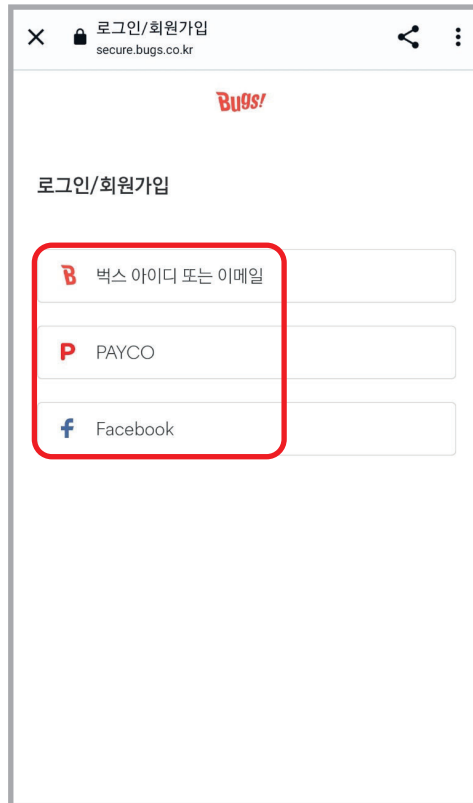 로그인/회원가입
secure.bugs.co.kr
Bugs!
로그인/회원가입
벅스 아이디 또는 이메일
PAYCO
Facebook